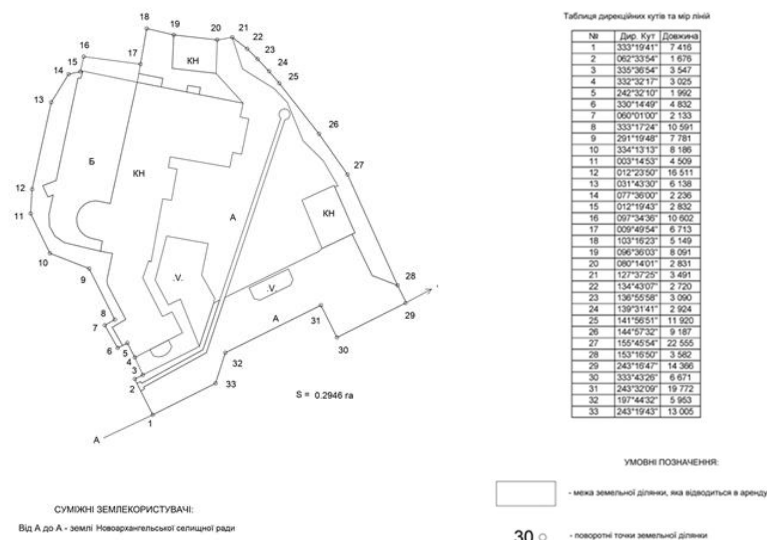 Таблиця дирекційних кутів та мір ліній
№ Дир. Кут Довжина
1 333°19'41" 7 416
2 062°33'54" 1 676
3 335°36'54" 3 547
4 332°32'17" 3 025
5 242°32'10" 1 992
6 330°14'49" 4 832
7 060°01'00" 2 133
8 333°17'24" 10 591
9 291°19'48" 7 781
10 334°13'13" 8 186
11 003°14'53" 4 509
12 012°23'50" 16 511
13 031°43'30" 6 138
14 077°36'00" 2 236
15 012°19'43" 2 832
16 097°34'36" 10 602
17 009°49'54" 6 713
18 103°16'23" 5 149
19 096°36'03" 8 091
20 080°14'01" 2 831
21 127°37'25" 3 491
22 134°43'07" 2 720
23 136°55'58" 3 090
24 139°31'41" 2 924
25 141°56'51" 11 920
26 144°57'32" 9 187
27 155°45'54" 22 555
28 153°16'50" 3 582
29 243°16'47" 14 366
30 333°43'26" 6 671
31 243°32'09" 19 772
32 197°44'32" 5 953
33 243°19'43" 13 005
18
19
20
21
22
23
24
25
16
17
15
14
13
КН
26
Б
КН
27
12
11
А
КН
10
9
.V.
.V.
28
29
8
7
А
31
30
6
5
4
3
2
32
33
S = 0.2946 га
1
А
УМОВНІ ПОЗНАЧЕННЯ:
- межа земельної ділянки, яка відводиться в аренду
30 - поворотні точки земельної ділянки
СУМІЖНІ ЗЕМЛЕКОРИСТУВАЧІ:
Від А до А - землі Новоархангельської селищної ради